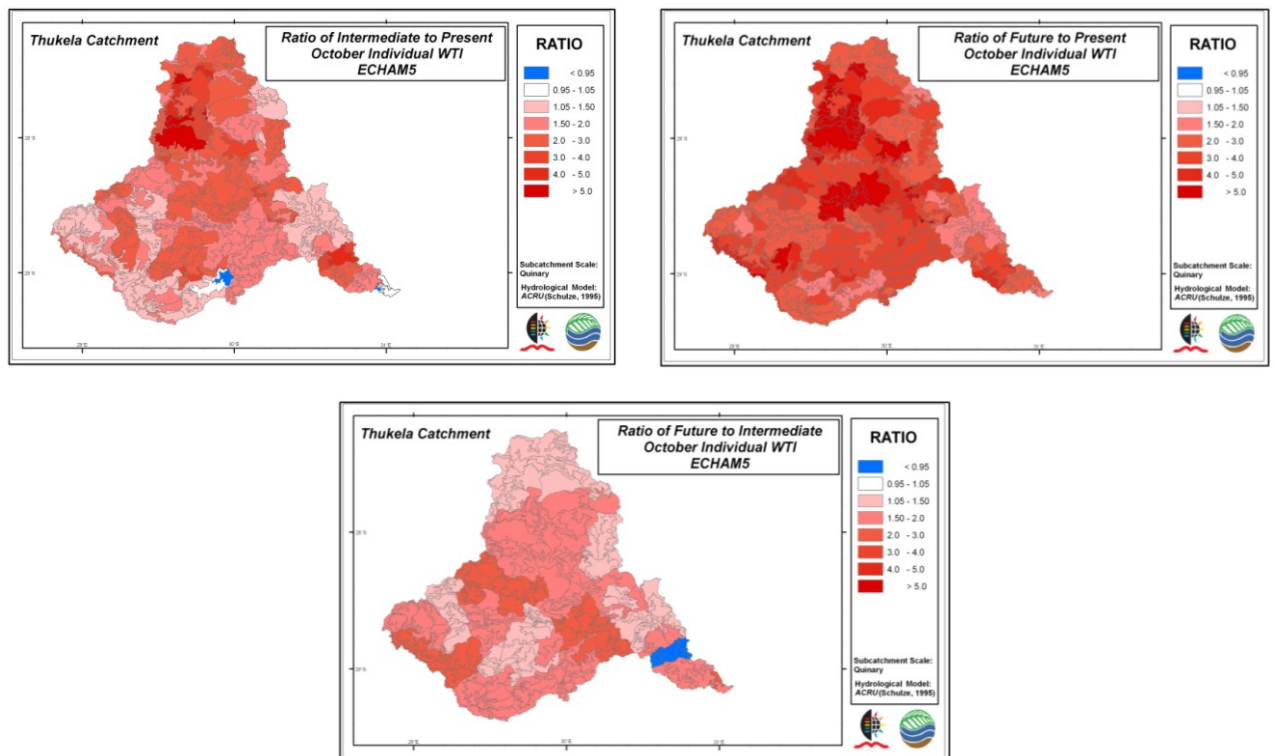 Thukela Catchment
Ratio of Intermediate to Present
October Individual WTI
ECHAM5
RATIO
< 0.95
0.95 - 1.05
1.05 - 1.50
1.50 - 2.0
2.0 - 3.0
3.0 - 4.0
4.0 - 5.0
> 5.0
Subcatchment Scale:
Quinary
Hydrological Model:
ACRU (Schulze, 1995)
Thukela Catchment
Ratio of Future to Present
October Individual WTI
ECHAM5
RATIO
< 0.95
0.95 - 1.05
1.05 - 1.50
1.50 - 2.0
2.0 - 3.0
3.0 - 4.0
4.0 - 5.0
> 5.0
Subcatchment Scale:
Quinary
Hydrological Model:
ACRU (Schulze, 1995)
Thukela Catchment
Ratio of Future to Intermediate
October Individual WTI
ECHAM5
RATIO
< 0.95
0.95 - 1.05
1.05 - 1.50
1.50 - 2.0
2.0 - 3.0
3.0 - 4.0
4.0 - 5.0
> 5.0
Subcatchment Scale:
Quinary
Hydrological Model:
ACRU (Schulze, 1995)